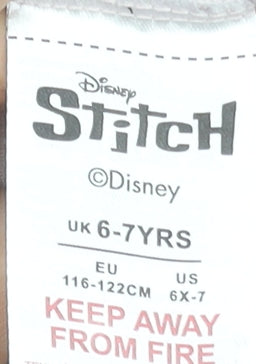 Disney
STITCH
©Disney
UK 6-7YRS
EU
116-122CM
US
6X-7
KEEP AWAY
FROM FIRE